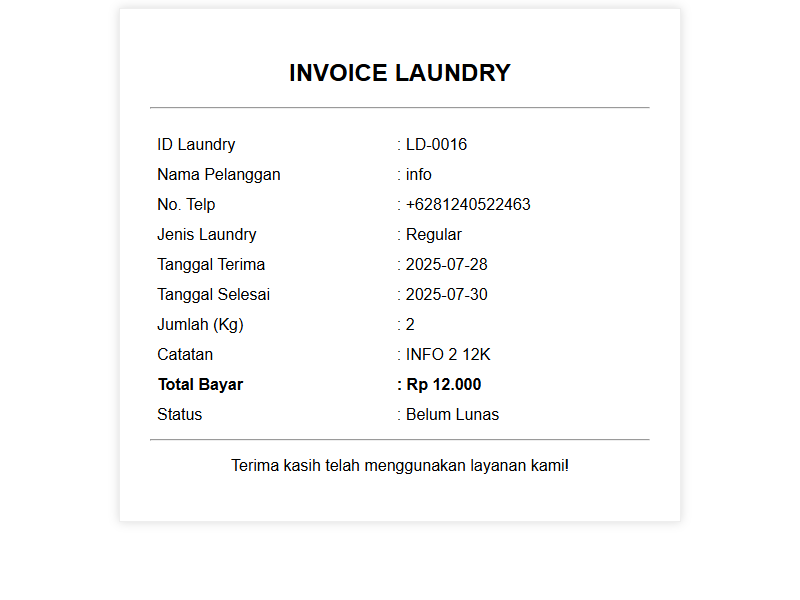 INVOICE LAUNDRY
ID Laundry : LD-0016
Nama Pelanggan : info
No. Telp : +6281240522463
Jenis Laundry : Regular
Tanggal Terima : 2025-07-28
Tanggal Selesai : 2025-07-30
Jumlah (Kg) : 2
Catatan : INFO 2 12K
Total Bayar : Rp 12.000
Status : Belum Lunas
Terima kasih telah menggunakan layanan kami!